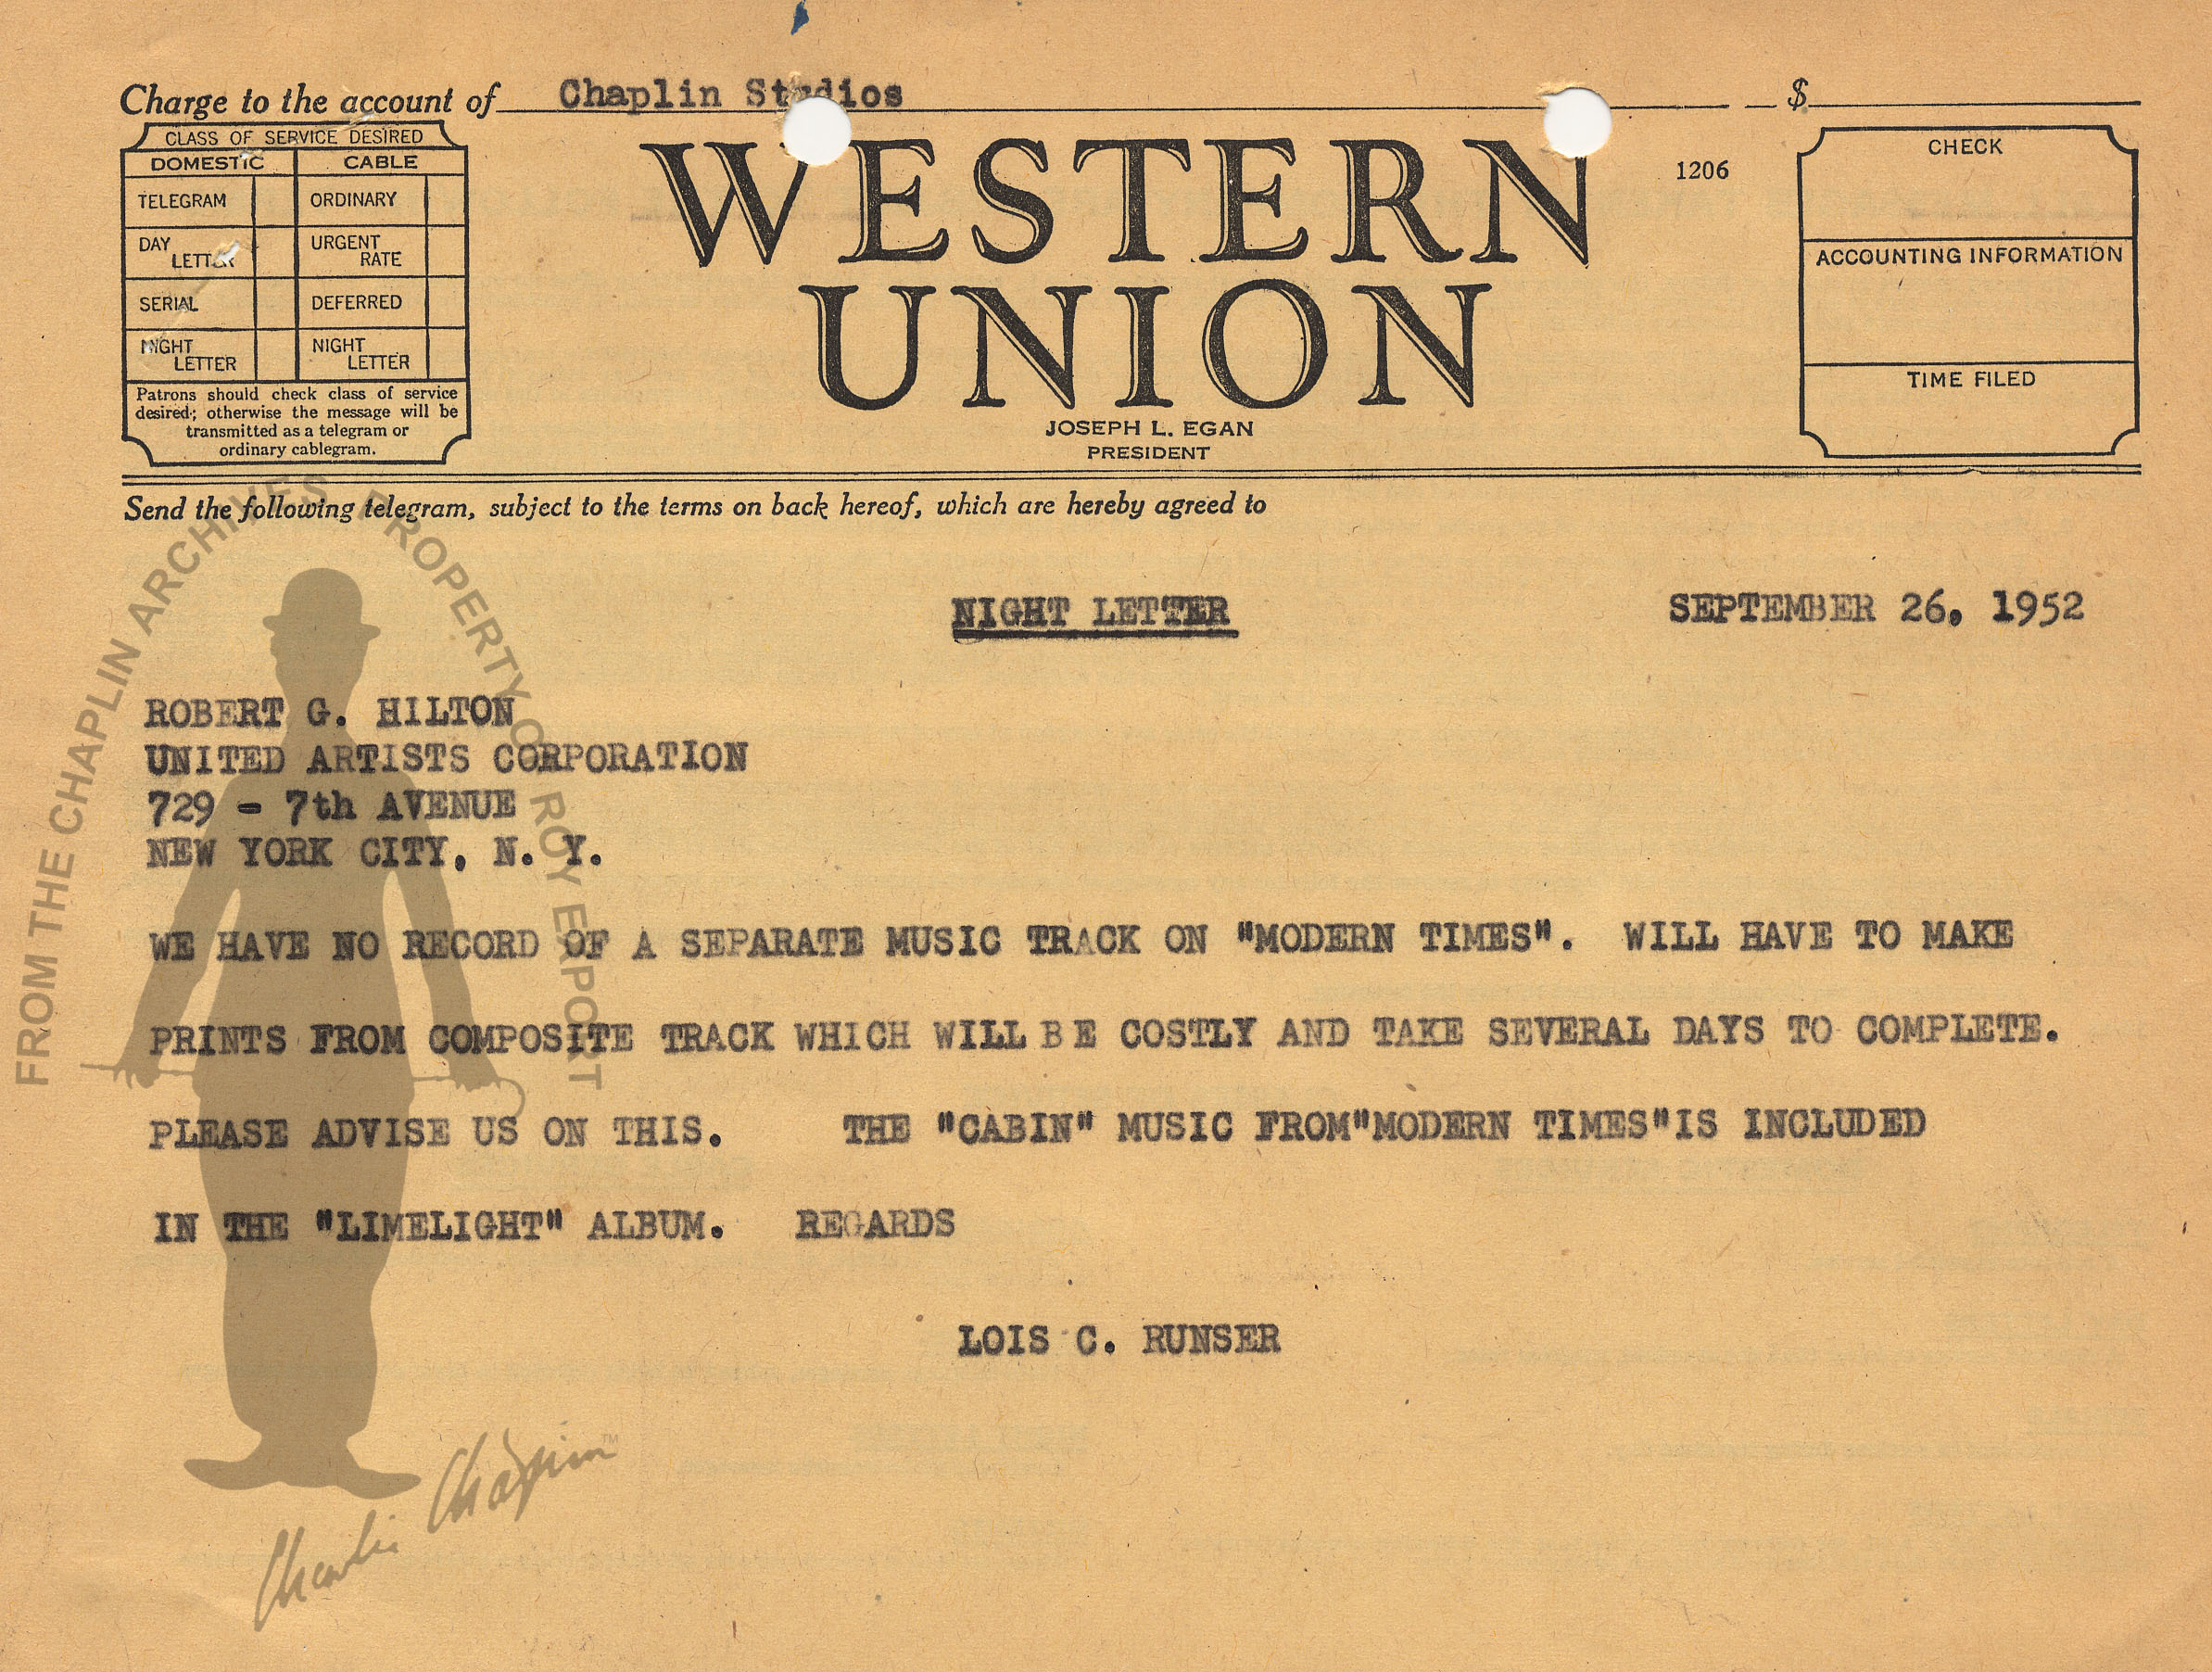 Charge to the account of Chaplin Studios $
CLASS OF SERVICE DESIRED
DOMESTIC CABLE
TELEGRAM ORDINARY
DAY LETTER URGENT RATE
SERIAL DEFERRED
NIGHT LETTER NIGHT LETTER
Patrons should check class of service
desired; otherwise the message will be
transmitted as a telegram or
ordinary cablegram.
WESTERN
UNION
JOSEPH L. EGAN
PRESIDENT
1206
CHECK
ACCOUNTING INFORMATION
TIME FILED
Send the following telegram, subject to the terms on back hereof, which are hereby agreed to
NIGHT LETTER SEPTEMBER 26, 1952
ROBERT G. HILTON
UNITED ARTISTS CORPORATION
729 - 7th AVENUE
NEW YORK CITY, N. Y.
WE HAVE NO RECORD OF A SEPARATE MUSIC TRACK ON "MODERN TIMES". WILL HAVE TO MAKE
PRINTS FROM COMPOSITE TRACK WHICH WILL BE COSTLY AND TAKE SEVERAL DAYS TO COMPLETE.
PLEASE ADVISE US ON THIS. THE "CABIN" MUSIC FROM"MODERN TIMES"IS INCLUDED
IN THE "LIMELIGHT" ALBUM. REGARDS
LOIS C. RUNSER
FROM THE CHAPLIN ARCHIVES PROPERTY OF ROY EXPORT
Charlie Chaplin™